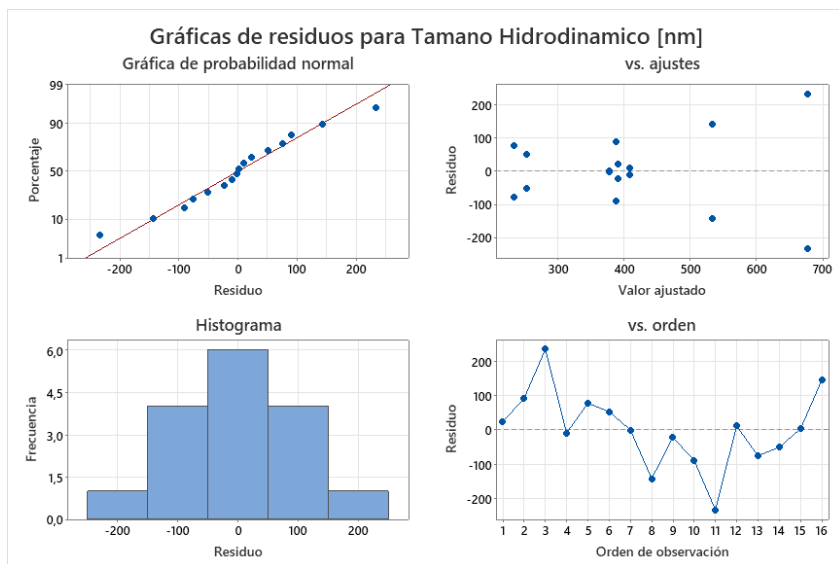 Gráficas de residuos para Tamano Hidrodinamico [nm]
Gráfica de probabilidad normal
99
90
50
10
1
Porcentaje
-200 -100 0 100 200
Residuo
vs. ajustes
200
100
0
-100
-200
Residuo
300 400 500 600 700
Valor ajustado
Histograma
6,0
4,5
3,0
1,5
0,0
Frecuencia
-200 -100 0 100 200
Residuo
vs. orden
200
100
0
-100
-200
Residuo
1 2 3 4 5 6 7 8 9 10 11 12 13 14 15 16
Orden de observación